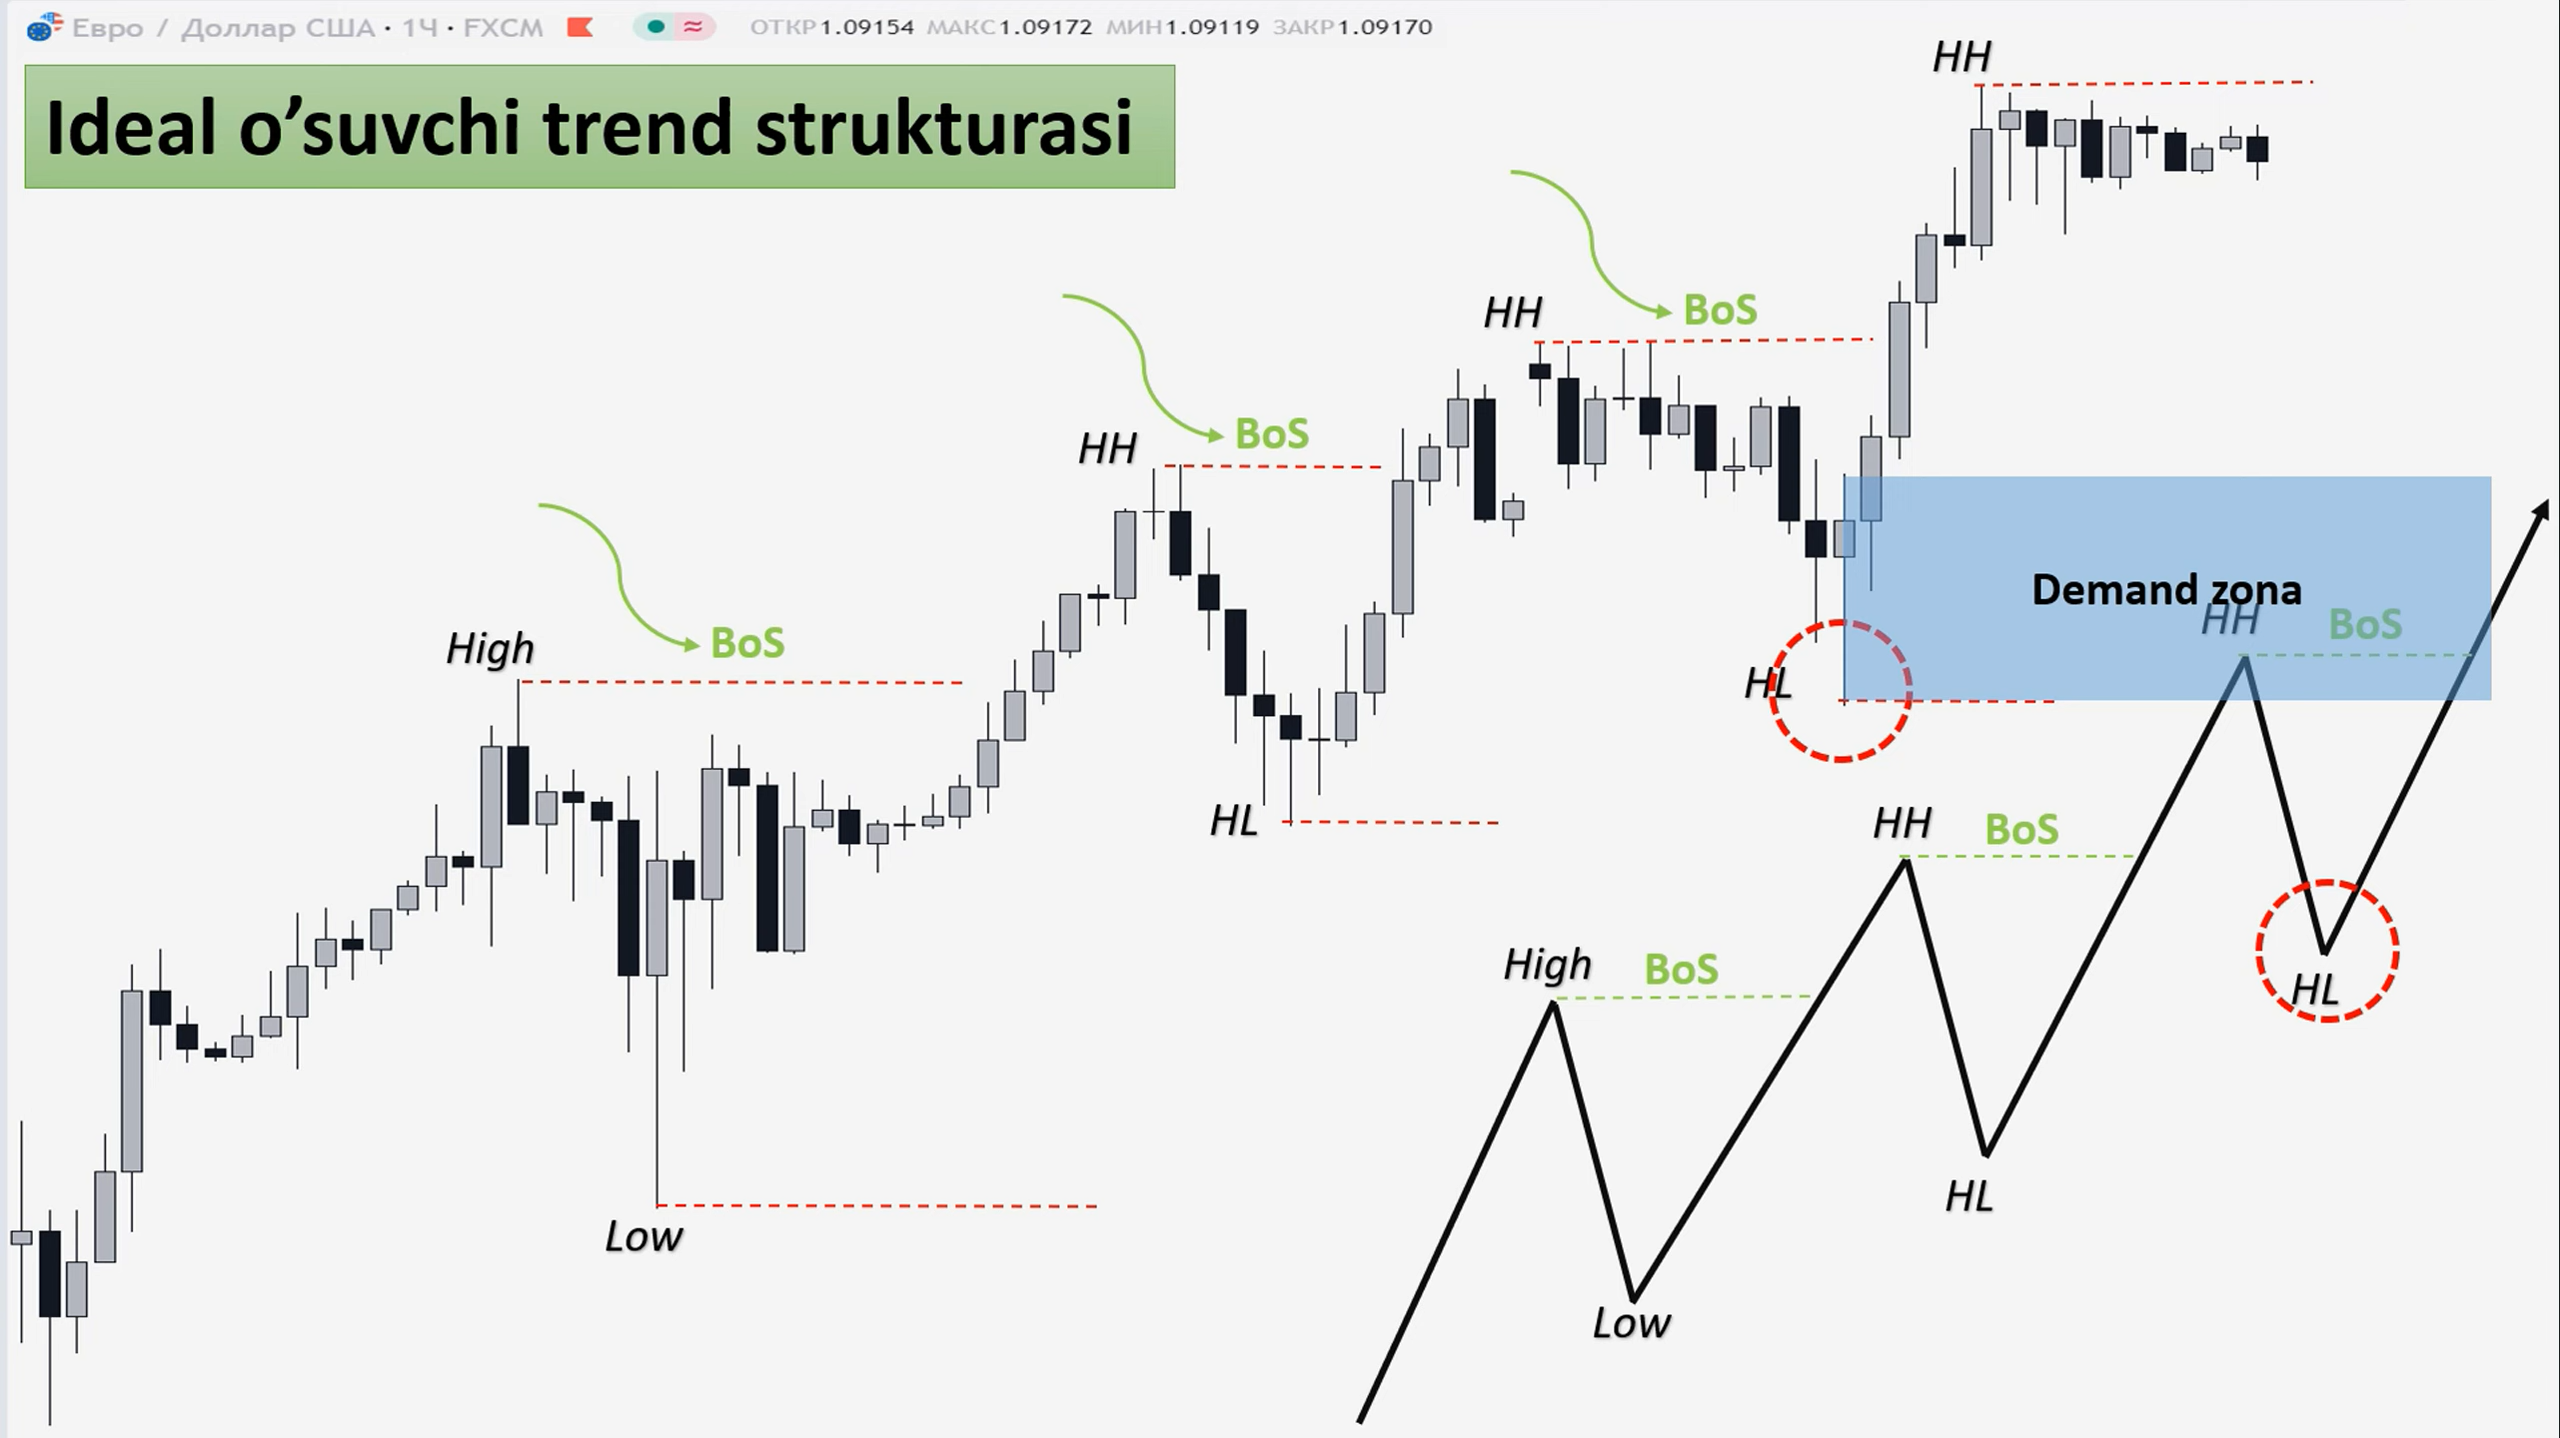 Евро / Доллар США · 1Ч · FXCM ОТКР1.09154 МАКС1.09172 МИН1.09119 ЗАКР1.09170
Ideal o’suvchi trend strukturasi
HH
HH
BoS
HH
BoS
High
BoS
Demand zona
HH
BoS
HL
HL
HH
BoS
High
BoS
HL
HL
Low
Low